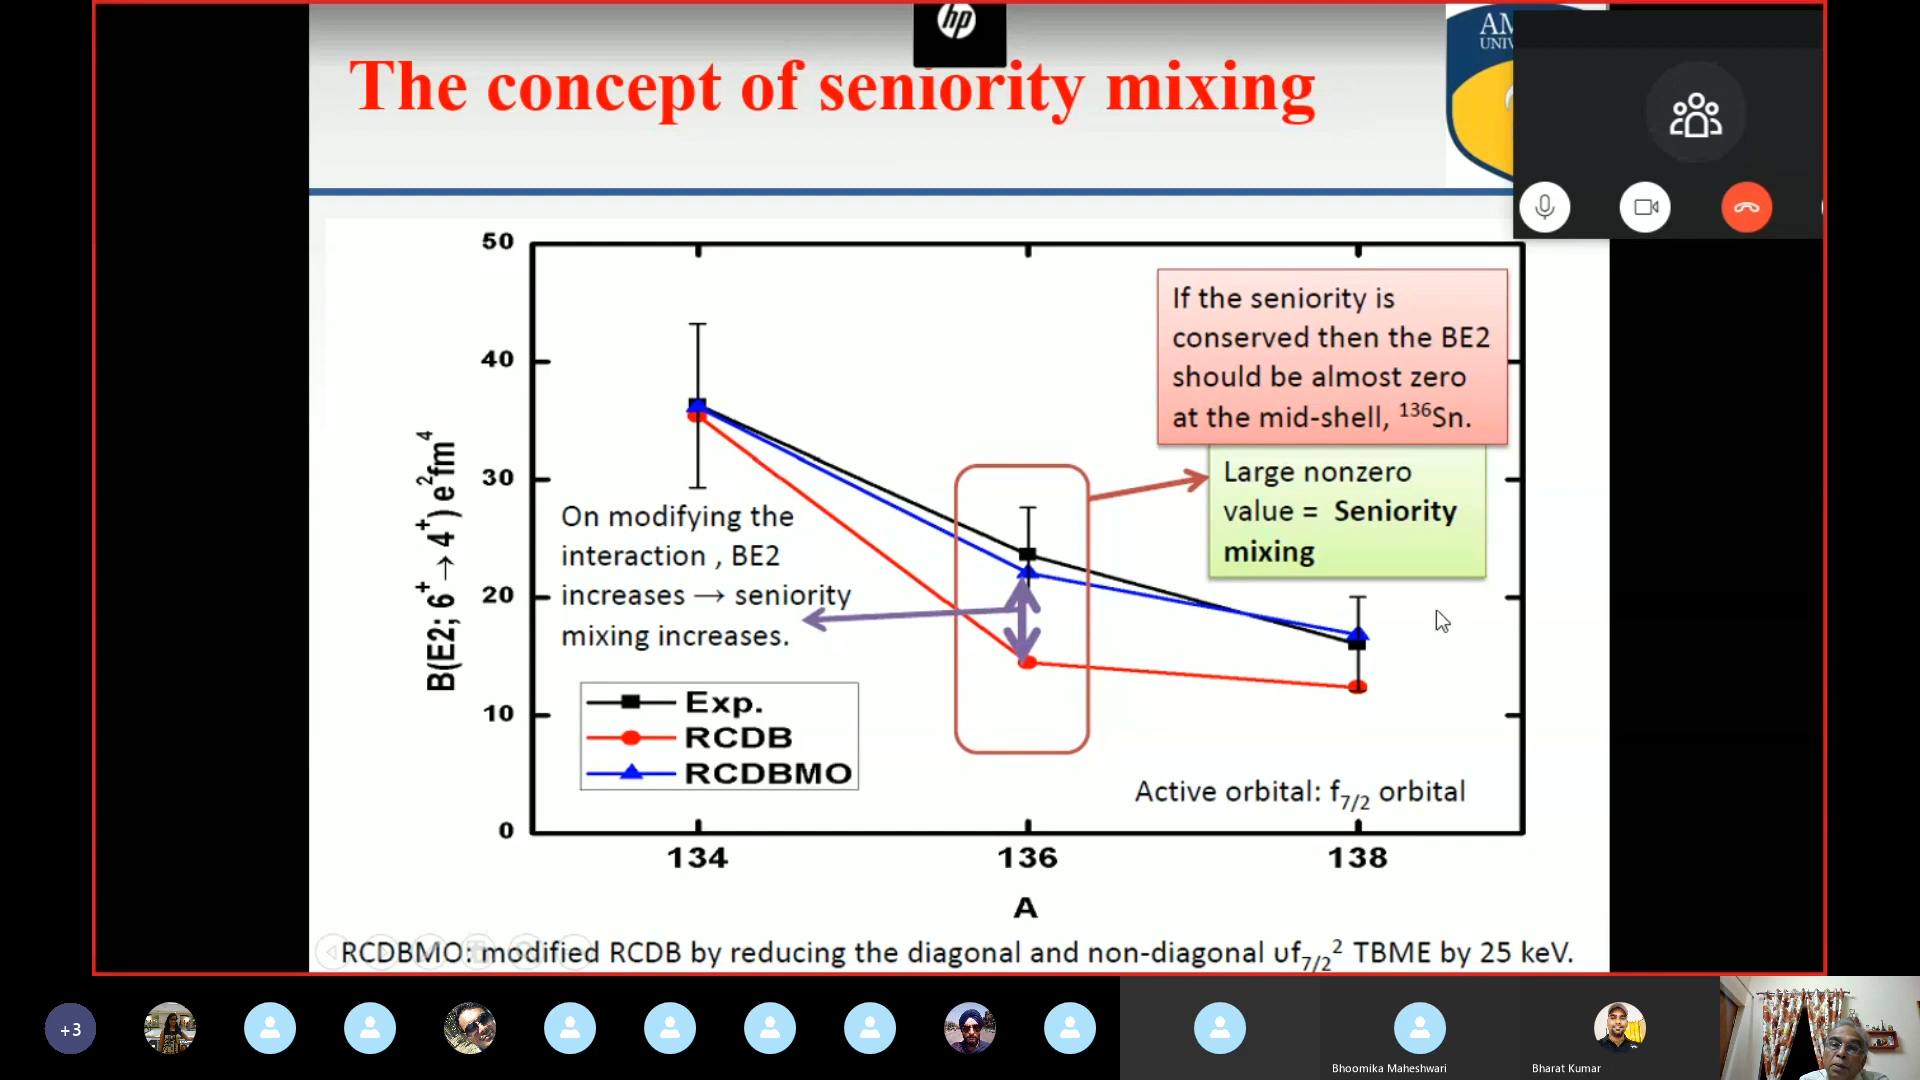 hp
The concept of seniority mixing
50
40
30
20
10
0
B(E2; 6⁺ → 4⁺) e²fm⁴
If the seniority is
conserved then the BE2
should be almost zero
at the mid-shell, ¹³⁶Sn.
Large nonzero
value = Seniority
mixing
On modifying the
interaction , BE2
increases → seniority
mixing increases.
Exp.
RCDB
RCDBMO
Active orbital: f₇/₂ orbital
134 136 138
A
RCDBMO: modified RCDB by reducing the diagonal and non-diagonal υf₇/₂² TBME by 25 keV.
+3
Bhoomika Maheshwari
Bharat Kumar